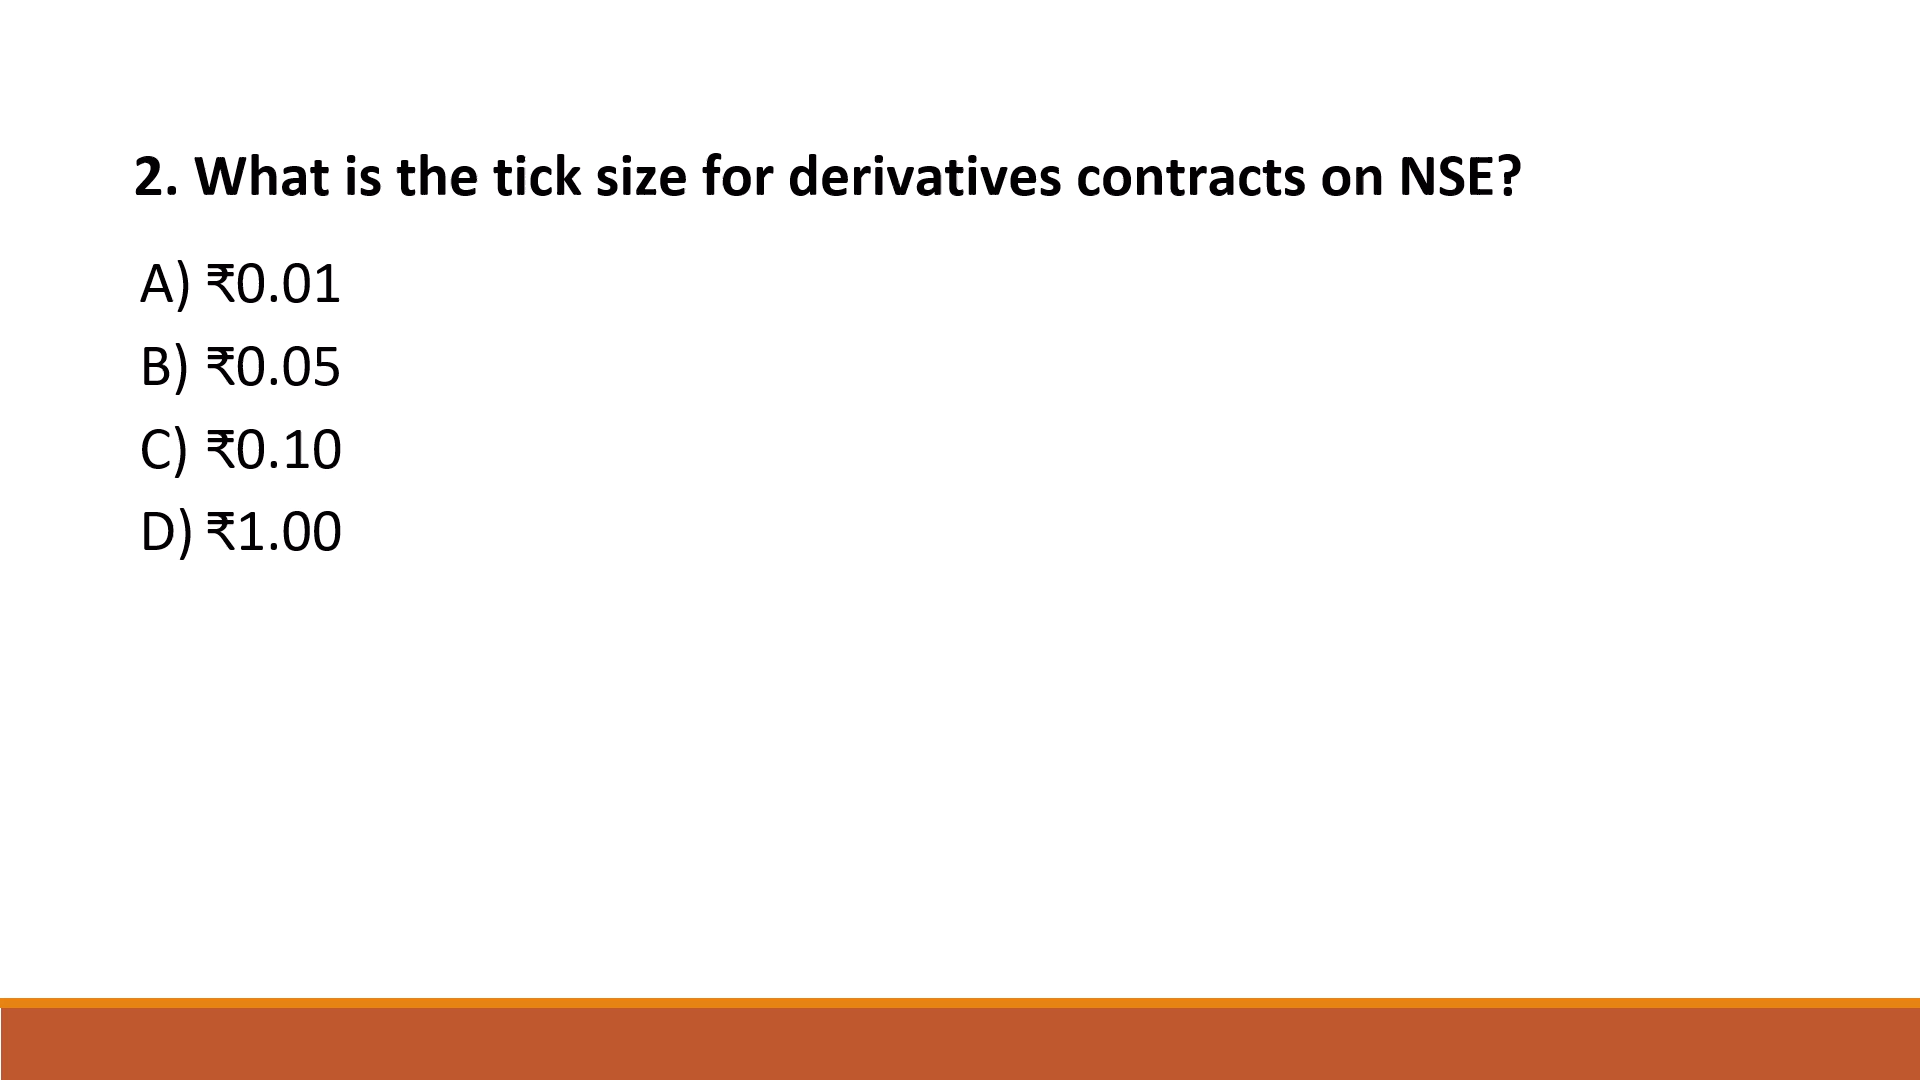 2. What is the tick size for derivatives contracts on NSE?
A) ₹0.01
B) ₹0.05
C) ₹0.10
D) ₹1.00